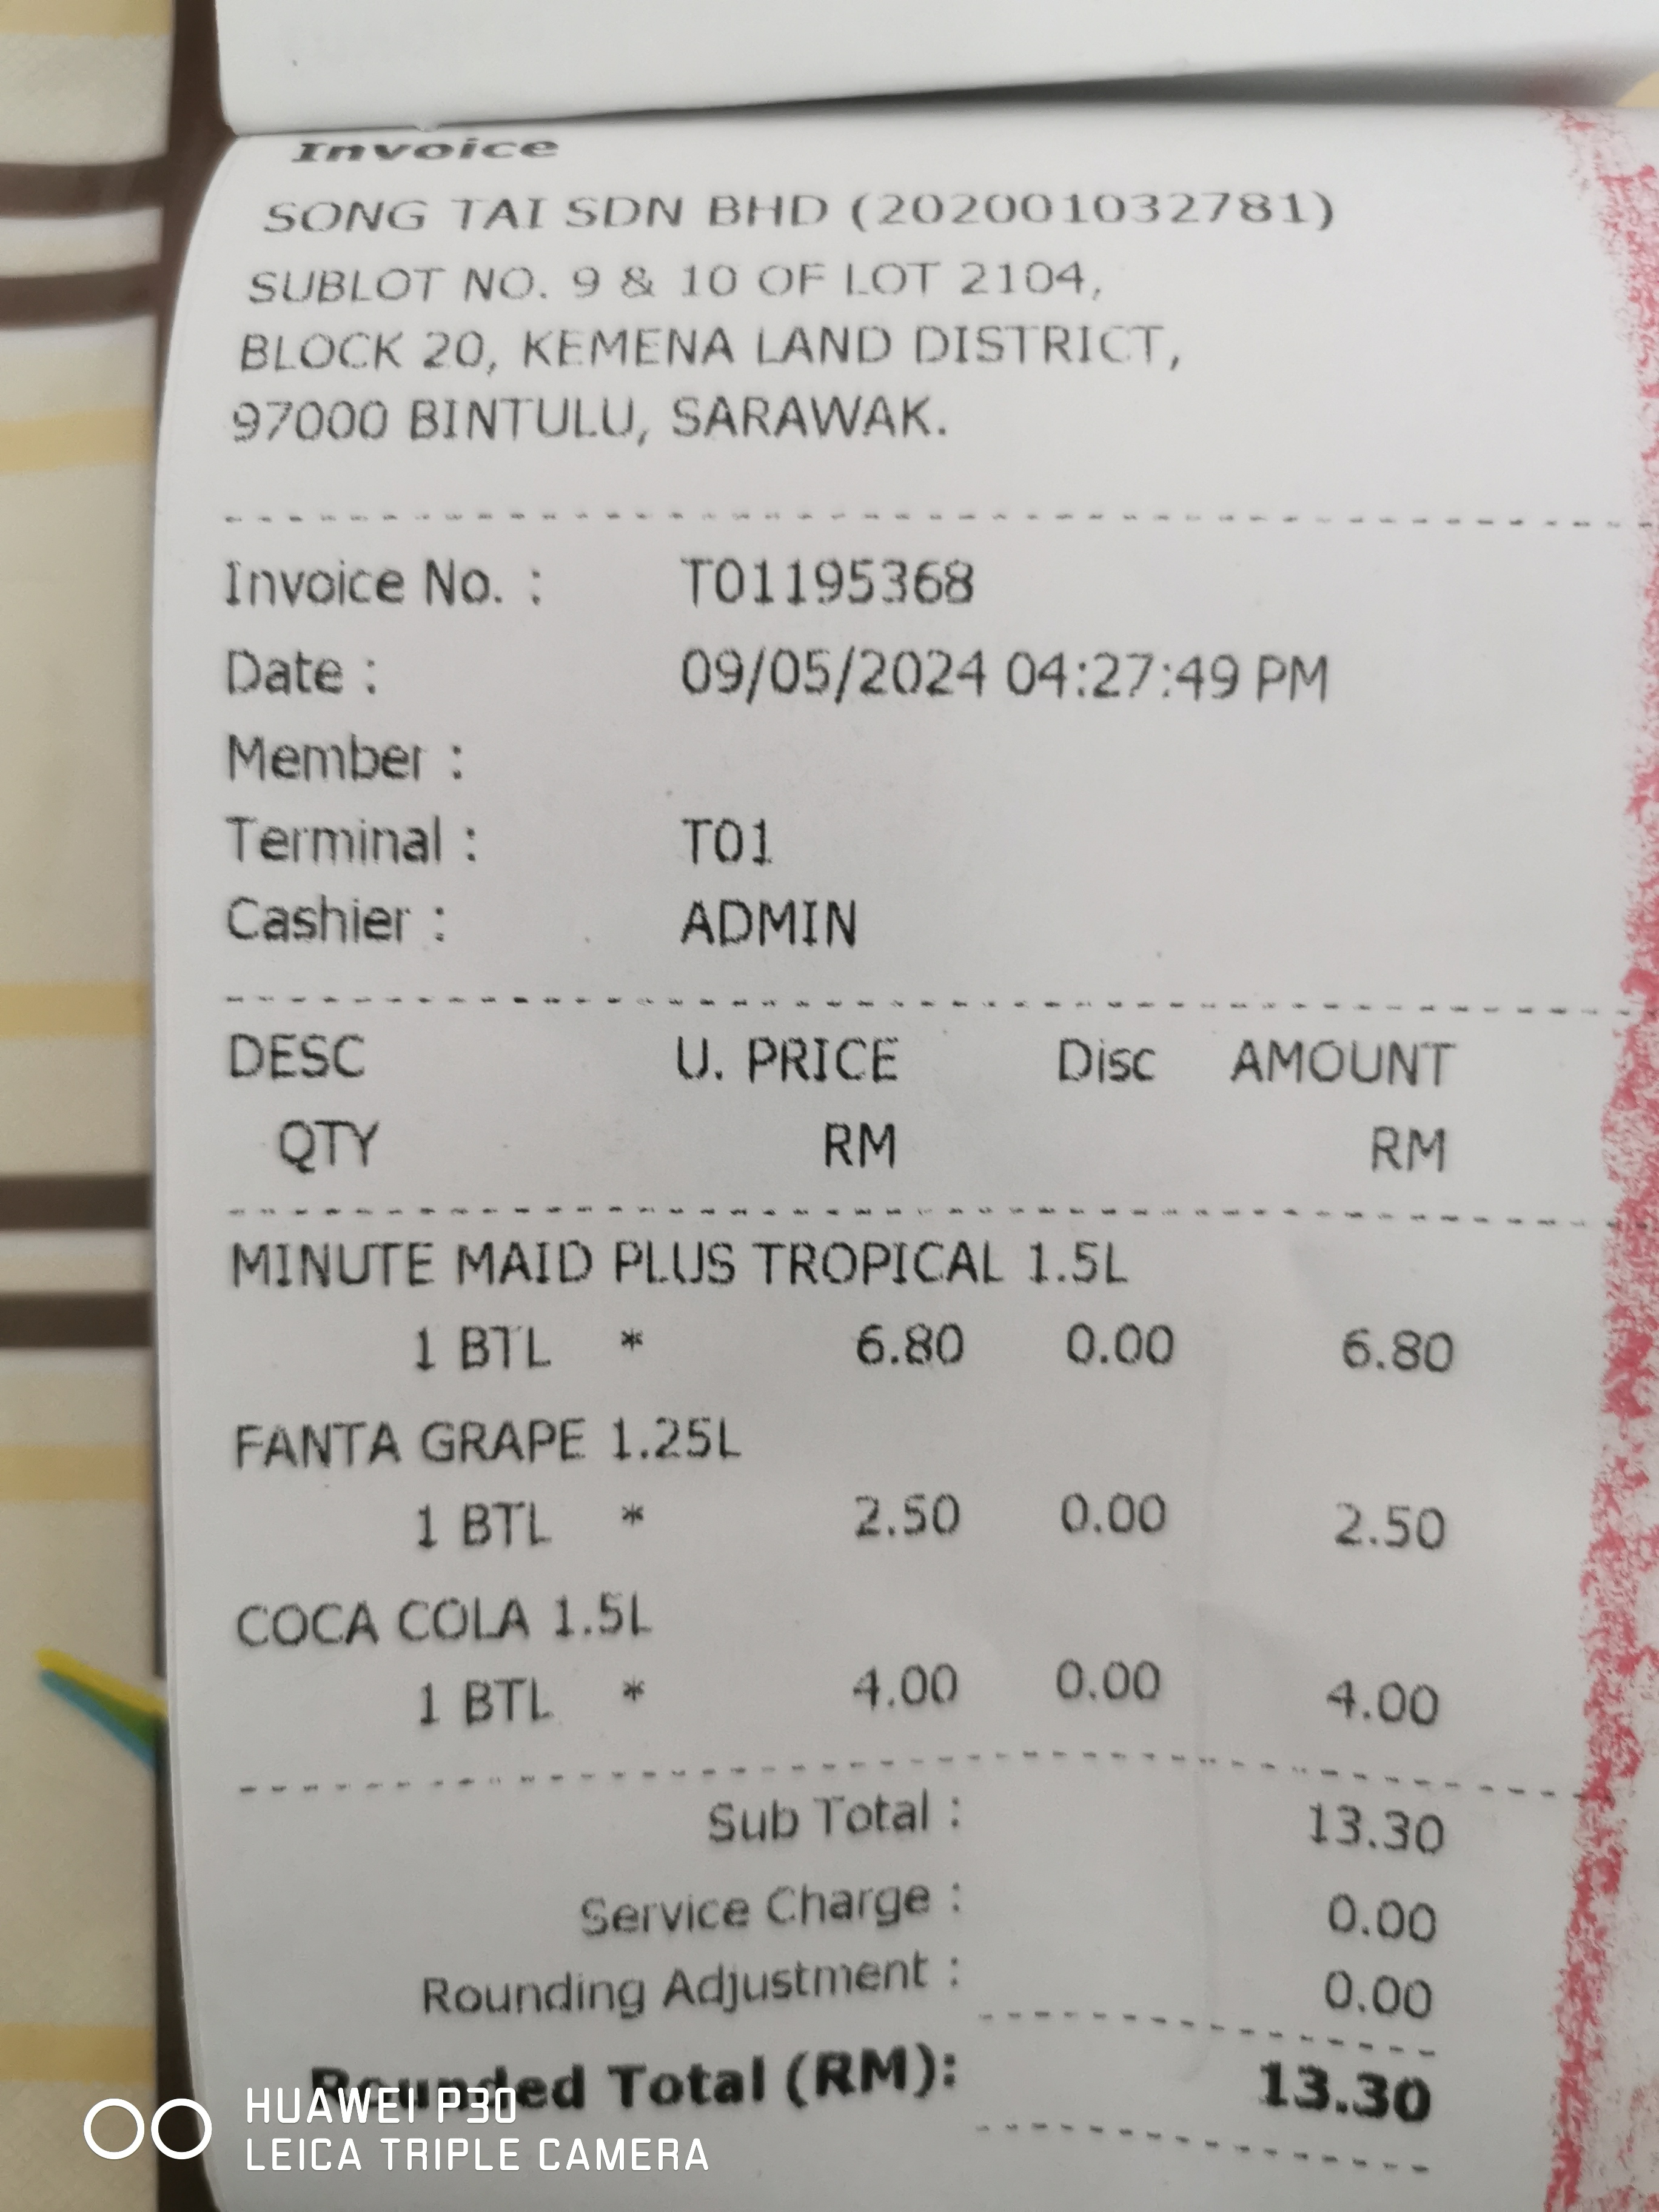 Invoice
SONG TAI SDN BHD (202001032781)
SUBLOT NO. 9 & 10 OF LOT 2104,
BLOCK 20, KEMENA LAND DISTRICT,
97000 BINTULU, SARAWAK.
Invoice No. : T01195368
Date : 09/05/2024 04:27:49 PM
Member :
Terminal : T01
Cashier : ADMIN
DESC U. PRICE Disc AMOUNT
QTY RM RM
MINUTE MAID PLUS TROPICAL 1.5L
1 BTL * 6.80 0.00 6.80
FANTA GRAPE 1.25L
1 BTL * 2.50 0.00 2.50
COCA COLA 1.5L
1 BTL * 4.00 0.00 4.00
Sub Total : 13.30
Service Charge : 0.00
Rounding Adjustment : 0.00
Rounded Total (RM): 13.30
HUAWEI P30
LEICA TRIPLE CAMERA